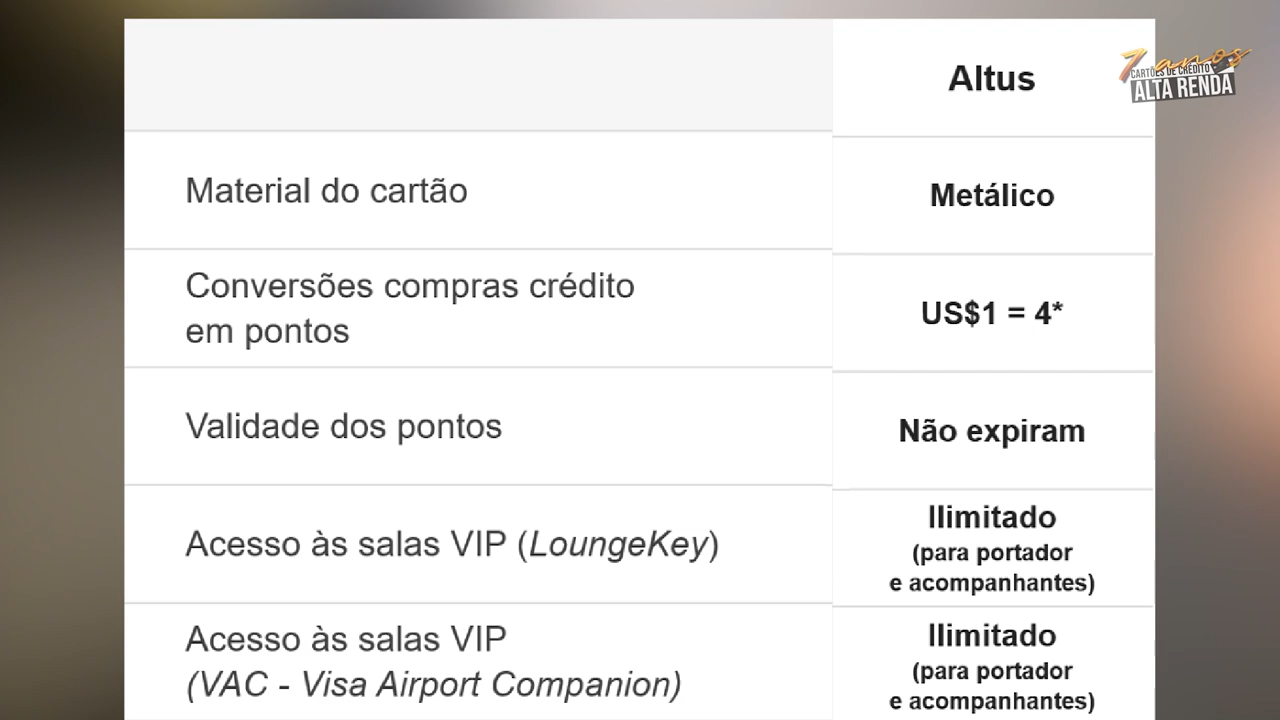 Altus
7 anos
CARTÕES DE CRÉDITO
ALTA RENDA
Material do cartão
Metálico
Conversões compras crédito
em pontos
US$1 = 4*
Validade dos pontos
Não expiram
Acesso às salas VIP (LoungeKey)
Ilimitado
(para portador
e acompanhantes)
Acesso às salas VIP
(VAC - Visa Airport Companion)
Ilimitado
(para portador
e acompanhantes)